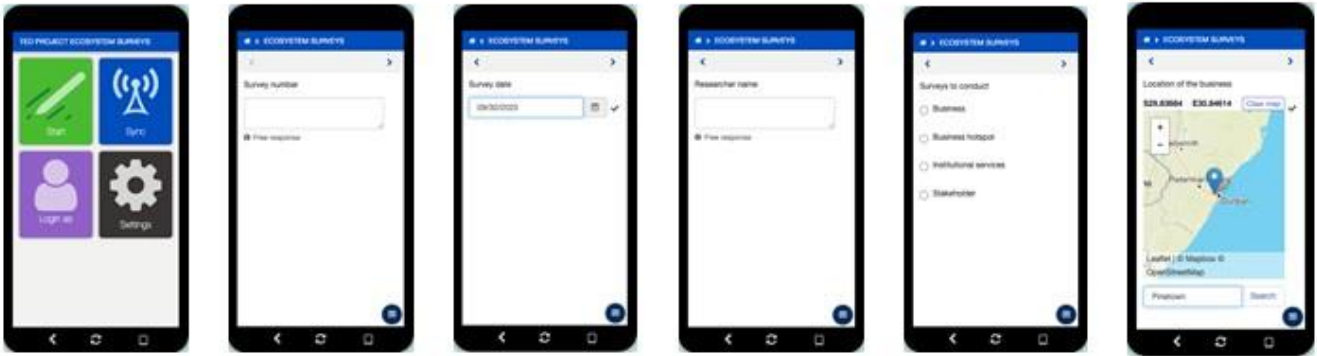 TED PROJECT ECOSYSTEM SURVEYS
Start
Sync
Login as
Settings
ECOSYSTEM SURVEYS
Survey number
Free response
ECOSYSTEM SURVEYS
Survey date
09/30/2023
ECOSYSTEM SURVEYS
Researcher name
Free response
ECOSYSTEM SURVEYS
Surveys to conduct
Business
Business hotspot
Institutional services
Stakeholder
ECOSYSTEM SURVEYS
Location of the business
S29.83684 E30.84614 Clear map
+
−
Durban
Leaflet | © Mapbox ©
OpenStreetMap
Pinetown Search